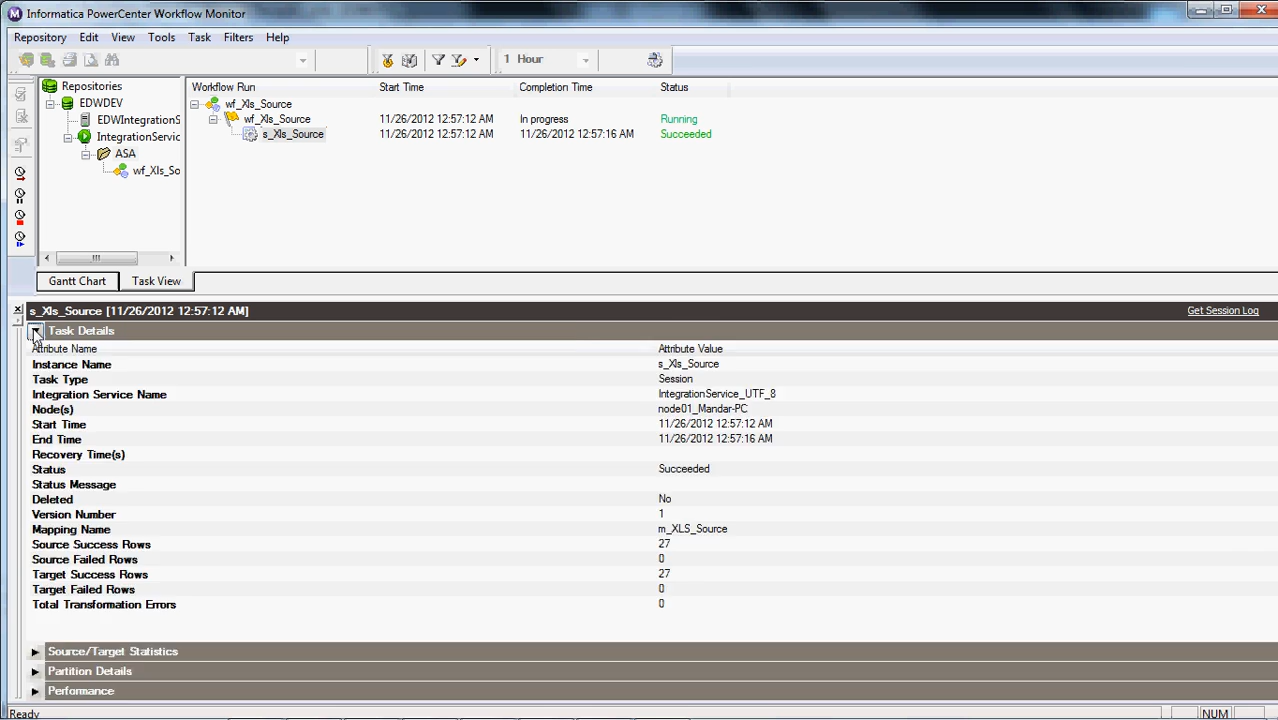 Informatica PowerCenter Workflow Monitor
Repository Edit View Tools Task Filters Help
1 Hour
Repositories
EDWDEV
EDWIntegrationS
IntegrationServic
ASA
wf_Xls_So
Workflow Run Start Time Completion Time Status
wf_Xls_Source
wf_Xls_Source 11/26/2012 12:57:12 AM In progress Running
s_Xls_Source 11/26/2012 12:57:12 AM 11/26/2012 12:57:16 AM Succeeded
Gantt Chart Task View
s_Xls_Source [11/26/2012 12:57:12 AM] Get Session Log
Task Details
Attribute Name Attribute Value
Instance Name s_Xls_Source
Task Type Session
Integration Service Name IntegrationService_UTF_8
Node(s) node01_Mandar-PC
Start Time 11/26/2012 12:57:12 AM
End Time 11/26/2012 12:57:16 AM
Recovery Time(s)
Status Succeeded
Status Message
Deleted No
Version Number 1
Mapping Name m_XLS_Source
Source Success Rows 27
Source Failed Rows 0
Target Success Rows 27
Target Failed Rows 0
Total Transformation Errors 0
Source/Target Statistics
Partition Details
Performance
Ready NUM